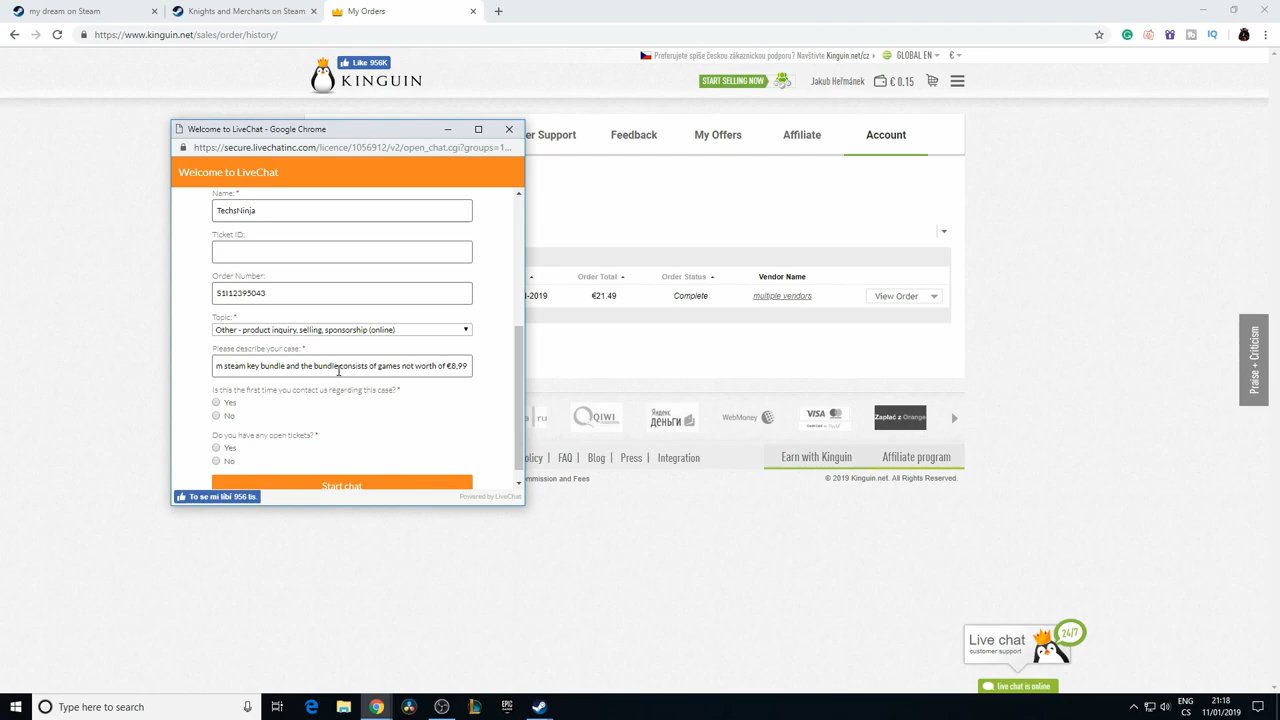 my dream on Steam
Knights and Merchants on Steam
My Orders
https://www.kinguin.net/sales/order/history/
Like 956K
KINGUIN
Preferujete spíše českou zákaznickou podporu? Navštivte Kinguin.net/cz >
GLOBAL EN
€
START SELLING NOW
Jakub Heřmánek
€ 0.15
er Support
Feedback
My Offers
Affiliate
Account
Welcome to LiveChat - Google Chrome
https://secure.livechatinc.com/licence/1056912/v2/open_chat.cgi?groups=1...
Welcome to LiveChat
Name: *
TechsNinja
Ticket ID:
Order Number:
S1I12395043
Topic: *
Other - product inquiry, selling, sponsorship (online)
Please describe your case: *
m steam key bundle and the bundle consists of games not worth of €8,99
Is this the first time you contact us regarding this case? *
Yes
No
Do you have any open tickets? *
Yes
No
Start chat
To se mi líbí 956 tis.
Powered by LiveChat
Order Total
Order Status
Vendor Name
-2019
€21.49
Complete
multiple vendors
View Order
Praise + Criticism
ru
QIWI
Яндекс деньги
WebMoney
VISA
MasterCard
Zapłać z Orange
olicy | FAQ | Blog | Press | Integration
Earn with Kinguin
Affiliate program
ommission and Fees
© 2019 Kinguin.net. All Rights Reserved.
Live chat
customer support
24/7
live chat is online
Type here to search
ENG
CS
21:18
11/01/2019